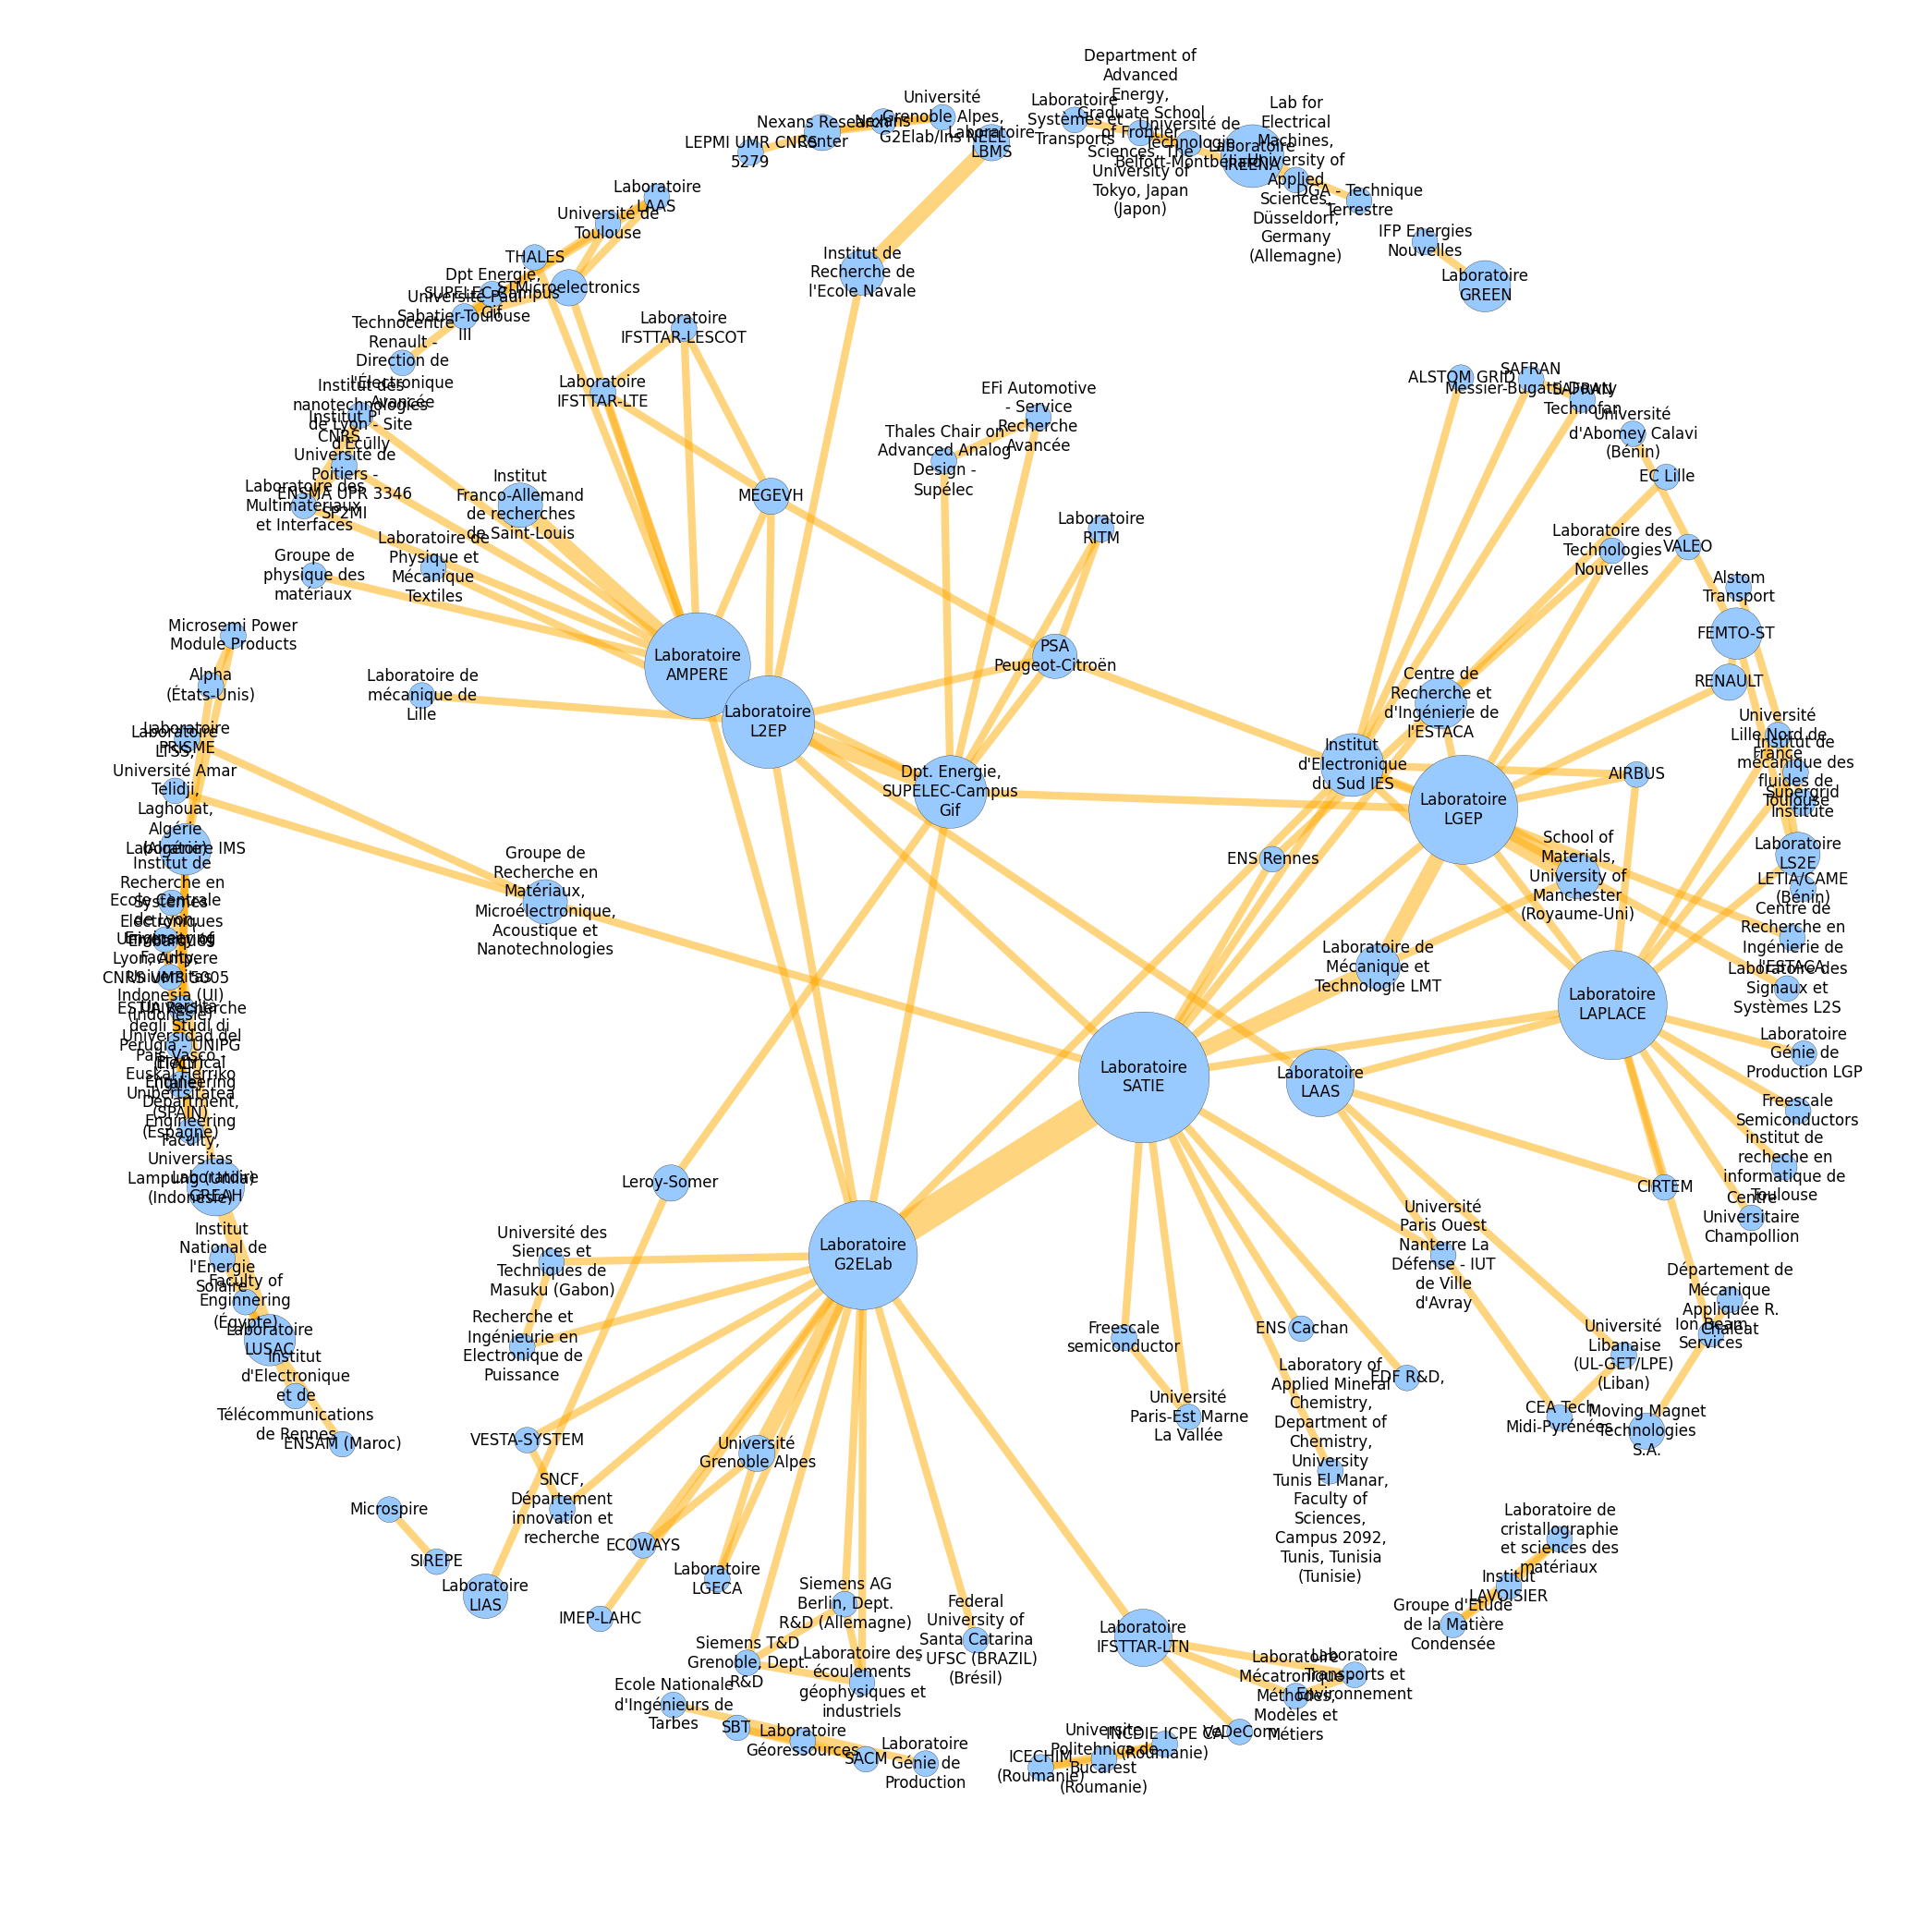 Department of
Advanced
Energy,
Graduate School
of Frontier
Sciences, The
University of
Tokyo, Japan
(Japon)
Laboratoire
Systèmes et
Transports
Université de
Technologie
Belfort-Montbéliard
Laboratoire
IREENA
Lab for
Electrical
Machines,
University of
Applied
Sciences,
Düsseldorf,
Germany
(Allemagne)
DGA - Technique
Terrestre
IFP Energies
Nouvelles
Laboratoire
GREEN
Université
Grenoble Alpes,
G2Elab/Ins NEEL
Laboratoire
LBMS
Nexans
Nexans Research
Center
LEPMI UMR CNRS
5279
Institut de
Recherche de
l'Ecole Navale
Laboratoire
LAAS
Université de
Toulouse
THALES
STMicroelectronics
Dpt Energie,
SUPELEC-Campus
Gif
Université Paul
Sabatier-Toulouse
III
Technocentre
Renault -
Direction de
l'Électronique
Avancée
Laboratoire
IFSTTAR-LESCOT
Laboratoire
IFSTTAR-LTE
Institut des
nanotechnologies
de Lyon - Site
d'Ecully
Institut P'
CNRS
Université de
Poitiers -
ENSMA UPR 3346
SP2MI
Laboratoire des
Multimatériaux
et Interfaces
Institut
Franco-Allemand
de recherches
de Saint-Louis
MEGEVH
EFi Automotive
- Service
Recherche
Avancée
Thales Chair on
Advanced Analog
Design -
Supélec
Laboratoire
RITM
ALSTOM GRID
SAFRAN
Messier-Bugatti-Dowty
SAFRAN
Technofan
Université
d'Abomey Calavi
(Bénin)
EC Lille
Laboratoire des
Technologies
Nouvelles
VALEO
Alstom
Transport
FEMTO-ST
RENAULT
Groupe de
physique des
matériaux
Laboratoire de
Physique et
Mécanique
Textiles
Microsemi Power
Module Products
Alpha
(États-Unis)
Laboratoire de
mécanique de
Lille
Laboratoire
AMPERE
Laboratoire
L2EP
PSA
Peugeot-Citroën
Dpt. Energie,
SUPELEC-Campus
Gif
Centre de
Recherche et
d'Ingénierie de
l'ESTACA
Institut
d'Electronique
du Sud IES
Laboratoire
LGEP
AIRBUS
Université
Lille Nord de
France
Institut de
mécanique des
fluides de
Toulouse
Supergrid
Institute
Laboratoire
LS2E
LETIA/CAME
(Bénin)
Centre de
Recherche en
Ingénierie de
l'ESTACA
Laboratoire des
Signaux et
Systèmes L2S
School of
Materials,
University of
Manchester
(Royaume-Uni)
ENS Rennes
Laboratoire de
Mécanique et
Technologie LMT
Laboratoire
LAPLACE
Laboratoire
Génie de
Production LGP
Freescale
Semiconductors
institut de
recheche en
informatique de
Toulouse
Centre
Universitaire
Champollion
CIRTEM
Laboratoire
PRISME
Laboratoire
LTSS,
Université Amar
Telidji,
Laghouat,
Algérie
(Algérie)
Laboratoire IMS
Institut de
Recherche en
Systèmes
Electroniques
Embarqués
Ecole Centrale
de Lyon,
University of
Lyon, Ampere
CNRS UMR 5005
Engineering
Faculty,
Universitas
Indonesia (UI)
(Indonésie)
ESTIA Recherche
Università
degli Studi di
Perugia - UNIPG
(Italie)
Universidad del
País Vasco -
Euskal Herriko
Unibertsitatea
(SPAIN)
(Espagne)
Electrical
Engineering
Department,
Engineering
Faculty,
Universitas
Lampung (Unila)
(Indonésie)
Laboratoire
GREAH
Institut
National de
l'Energie
Solaire
Faculty of
Enginnering
(Égypte)
Laboratoire
LUSAC
Institut
d'Electronique
et de
Télécommunications
de Rennes
ENSAM (Maroc)
Groupe de
Recherche en
Matériaux,
Microélectronique,
Acoustique et
Nanotechnologies
Laboratoire
SATIE
Laboratoire
LAAS
Leroy-Somer
Laboratoire
G2ELab
Université des
Siences et
Techniques de
Masuku (Gabon)
Recherche et
Ingénieurie en
Electronique de
Puissance
VESTA-SYSTEM
SNCF,
Département
innovation et
recherche
Université
Grenoble Alpes
ECOWAYS
Laboratoire
LGECA
IMEP-LAHC
Microspire
SIREPE
Laboratoire
LIAS
Siemens AG
Berlin, Dept.
R&D (Allemagne)
Siemens T&D
Grenoble, Dept.
R&D
Laboratoire des
écoulements
géophysiques et
industriels
Federal
University of
Santa Catarina
- UFSC (BRAZIL)
(Brésil)
Ecole Nationale
d'Ingénieurs de
Tarbes
SBT
Laboratoire
Géoressources
SACM
Laboratoire
Génie de
Production
Freescale
semiconductor
Université
Paris-Est Marne
La Vallée
ENS Cachan
EDF R&D,
Laboratory of
Applied Mineral
Chemistry,
Department of
Chemistry,
University
Tunis El Manar,
Faculty of
Sciences,
Campus 2092,
Tunis, Tunisia
(Tunisie)
Université
Paris Ouest
Nanterre La
Défense - IUT
de Ville
d'Avray
Département de
Mécanique
Appliquée R.
Chaléat
Ion Beam
Services
Université
Libanaise
(UL-GET/LPE)
(Liban)
CEA Tech
Midi-Pyrénées
Moving Magnet
Technologies
S.A.
Laboratoire de
cristallographie
et sciences des
matériaux
Institut
LAVOISIER
Groupe d'Etude
de la Matière
Condensée
Laboratoire
IFSTTAR-LTN
Laboratoire
Transports et
Environnement
Laboratoire
Mécatronique -
Méthodes,
Modèles et
Métiers
VeDeCom
INCDIE ICPE CA
(Roumanie)
Universite
Politehnica de
Bucarest
(Roumanie)
ICECHIM
(Roumanie)